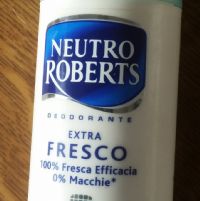 NEUTRO
ROBERTS
DEODORANTE
EXTRA
FRESCO
100% Fresca Efficacia
0% Macchie*